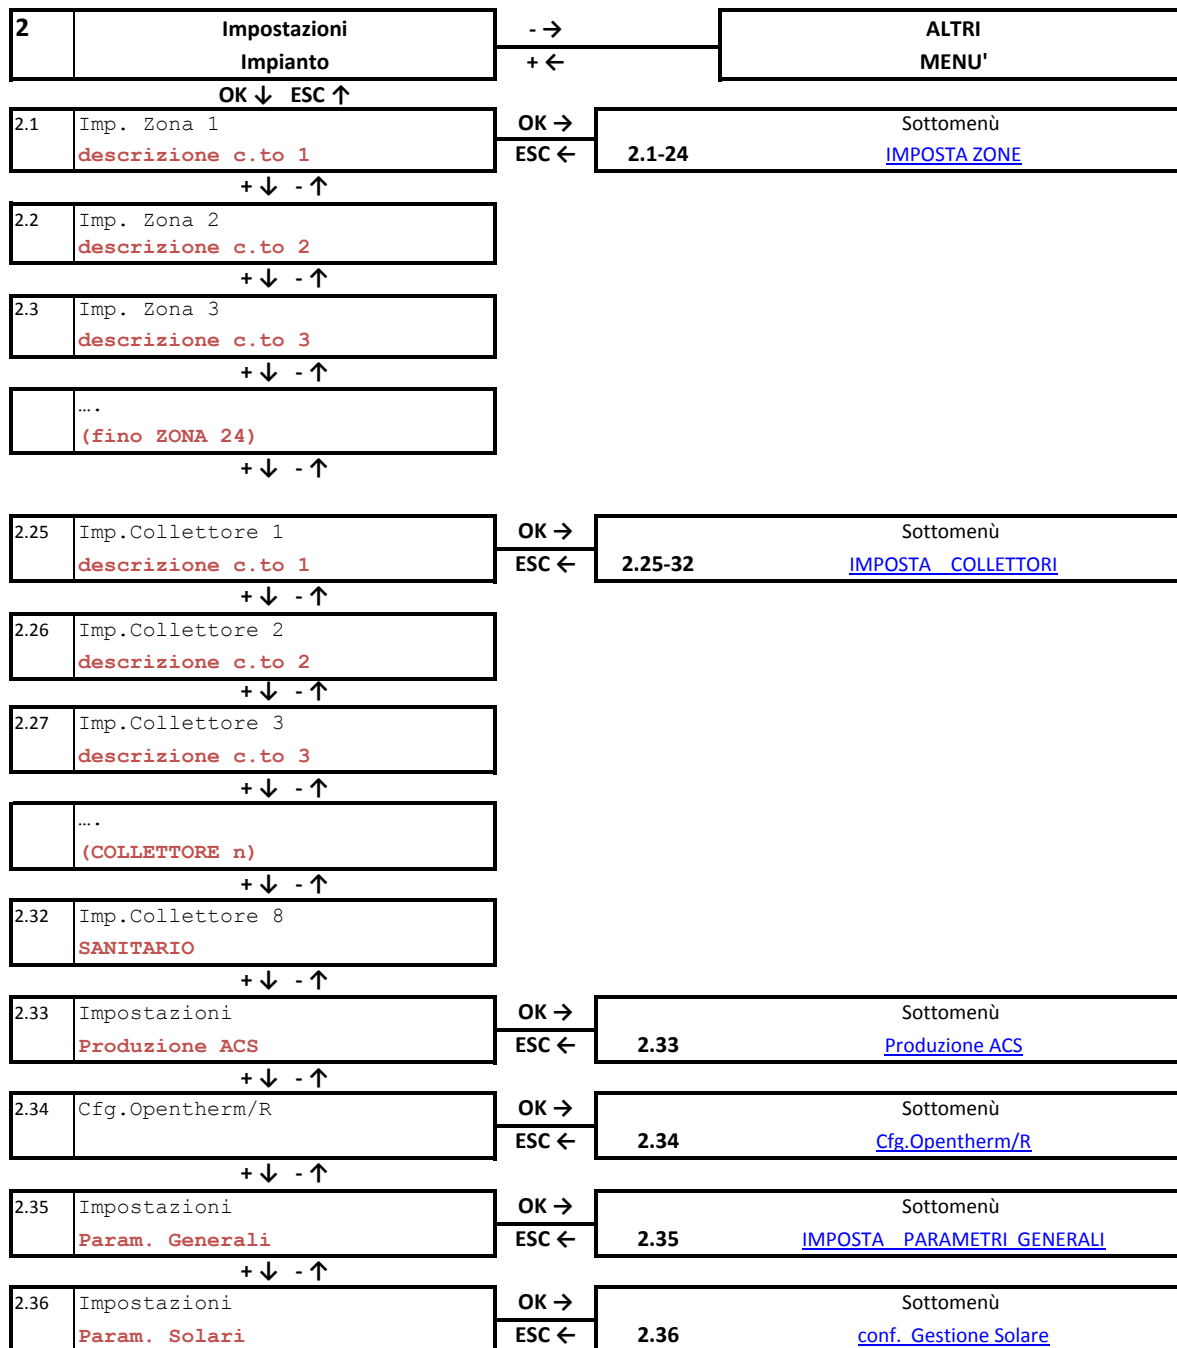 2 Impostazioni - → ALTRI
Impianto + ← MENU'
OK ↓ ESC ↑
2.1 Imp. Zona 1 OK → Sottomenù
descrizione c.to 1 ESC ← 2.1-24 IMPOSTA ZONE
+ ↓ - ↑
2.2 Imp. Zona 2
descrizione c.to 2
+ ↓ - ↑
2.3 Imp. Zona 3
descrizione c.to 3
+ ↓ - ↑
….
(fino ZONA 24)
+ ↓ - ↑
2.25 Imp.Collettore 1 OK → Sottomenù
descrizione c.to 1 ESC ← 2.25-32 IMPOSTA COLLETTORI
+ ↓ - ↑
2.26 Imp.Collettore 2
descrizione c.to 2
+ ↓ - ↑
2.27 Imp.Collettore 3
descrizione c.to 3
+ ↓ - ↑
….
(COLLETTORE n)
+ ↓ - ↑
2.32 Imp.Collettore 8
SANITARIO
+ ↓ - ↑
2.33 Impostazioni OK → Sottomenù
Produzione ACS ESC ← 2.33 Produzione ACS
+ ↓ - ↑
2.34 Cfg.Opentherm/R OK → Sottomenù
ESC ← 2.34 Cfg.Opentherm/R
+ ↓ - ↑
2.35 Impostazioni OK → Sottomenù
Param. Generali ESC ← 2.35 IMPOSTA PARAMETRI GENERALI
+ ↓ - ↑
2.36 Impostazioni OK → Sottomenù
Param. Solari ESC ← 2.36 conf. Gestione Solare